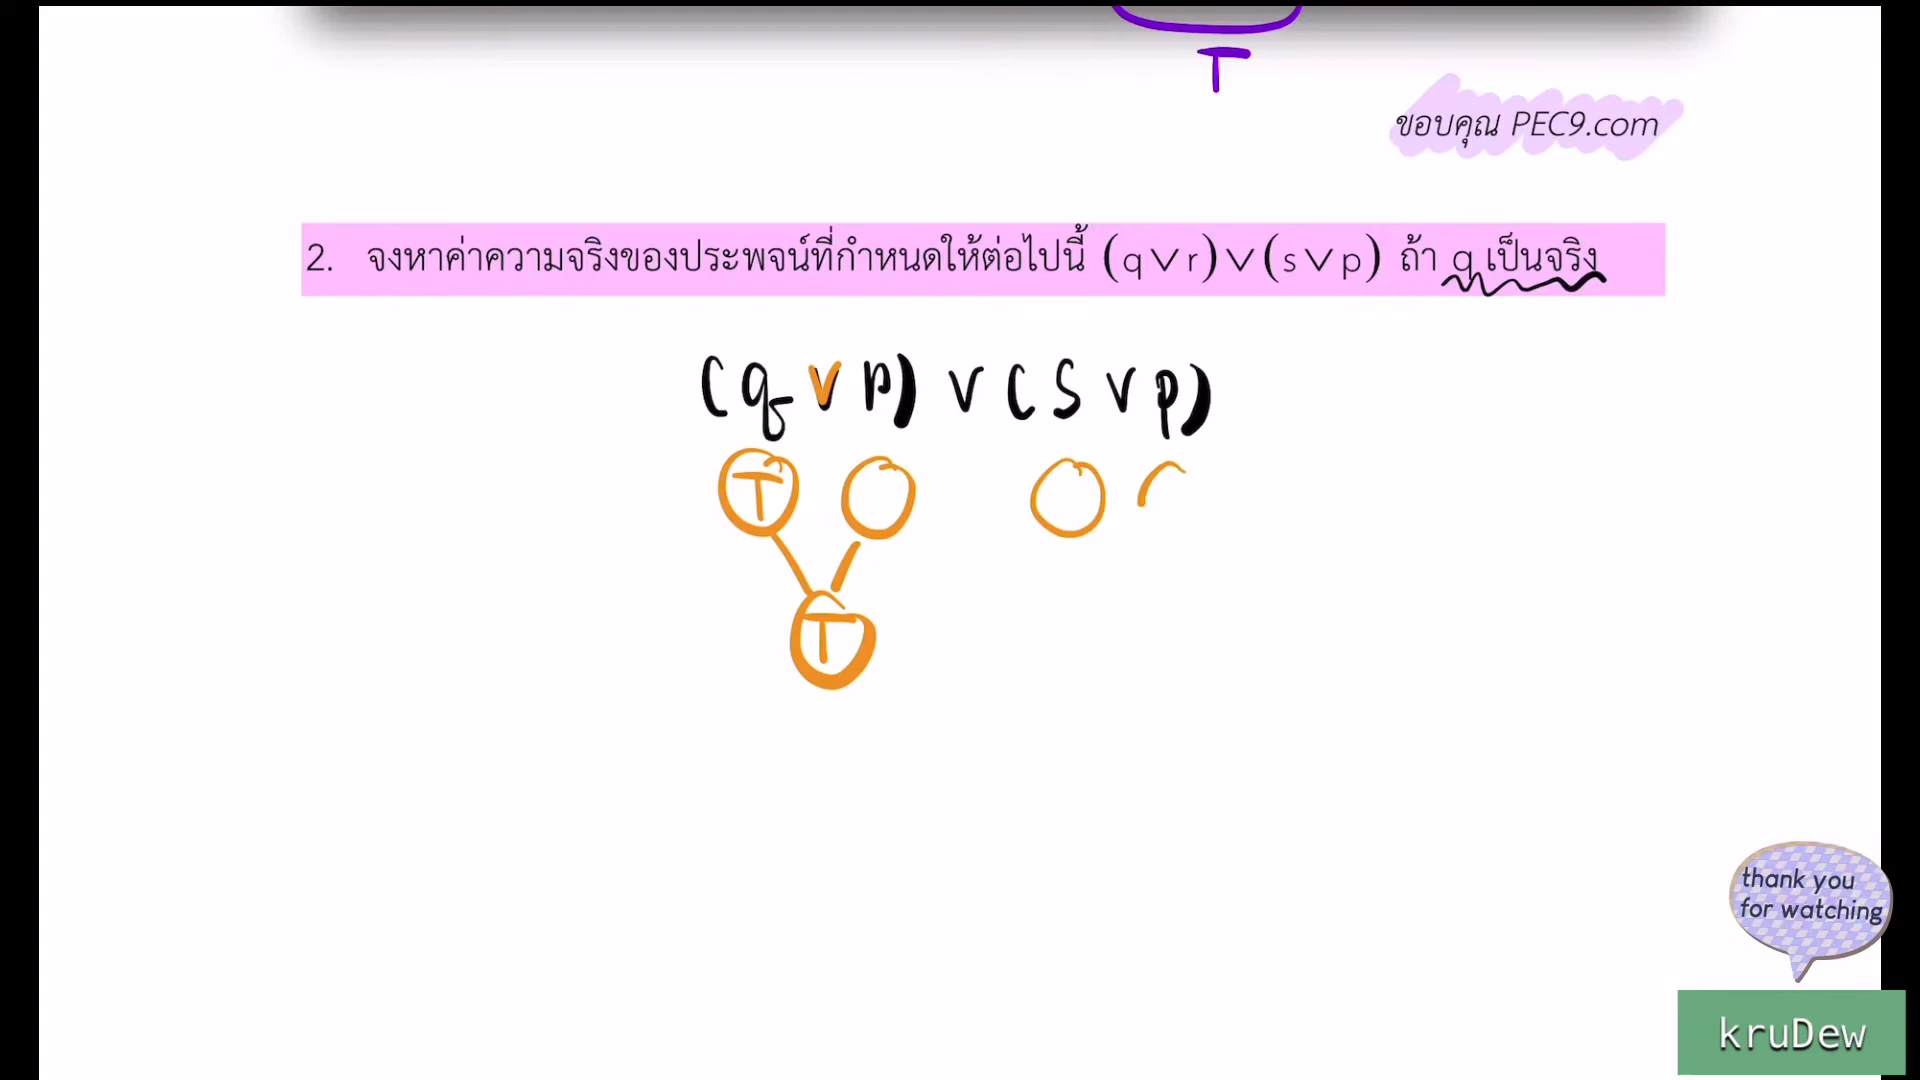 T
ขอบคุณ PEC9.com
2. จงหาค่าความจริงของประพจน์ที่กำหนดให้ต่อไปนี้ (q∨r)∨(s∨p) ถ้า q เป็นจริง
(q ∨ r) ∨ (s ∨ p)
T
T
thank you
for watching
kruDew